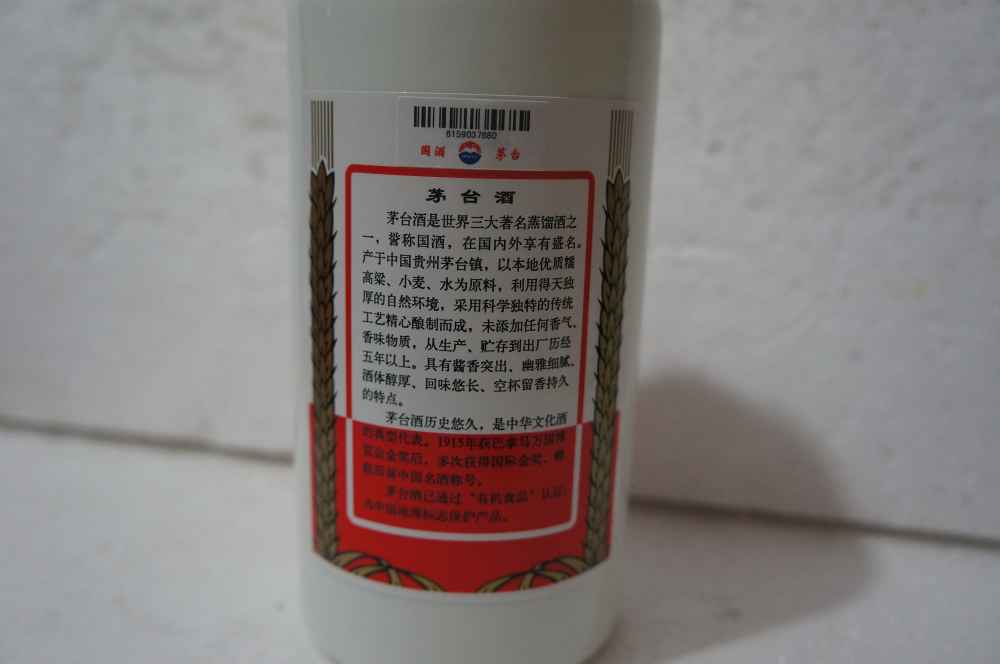 6159037680
国酒 茅台
茅台酒
茅台酒是世界三大著名蒸馏酒之
一，誉称国酒，在国内外享有盛名。
产于中国贵州茅台镇，以本地优质糯
高粱、小麦、水为原料，利用得天独
厚的自然环境，采用科学独特的传统
工艺精心酿制而成，未添加任何香气、
香味物质，从生产、贮存到出厂历经
五年以上。具有酱香突出、幽雅细腻、
酒体醇厚、回味悠长、空杯留香持久
的特点。
茅台酒历史悠久，是中华文化酒
的典型代表。1915年获巴拿马万国博
览会金奖后，多次获得国际金奖，蝉
联历届中国名酒称号。
茅台酒已通过“有机食品”认证，
为中国地理标志保护产品。